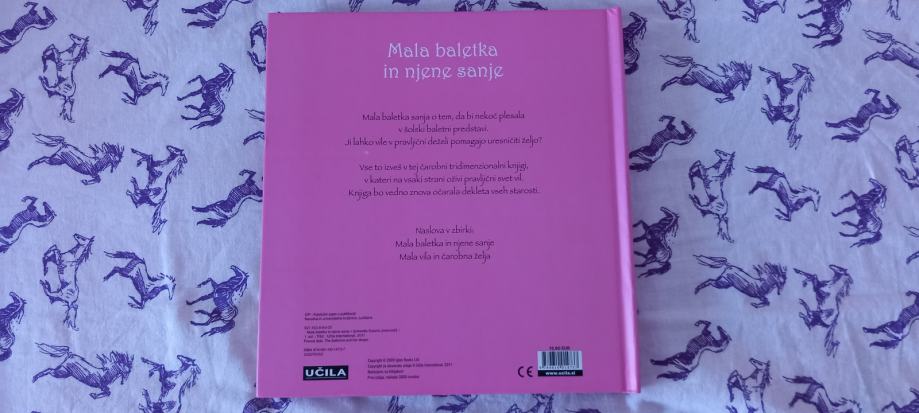 Mala baletka
in njene sanje
Mala baletka sanja o tem, da bi nekoč plesala
v šolski baletni predstavi.
Ji lahko vile v pravljični deželi pomagajo uresničiti željo?
Vse to izveš v tej čarobni tridimenzionalni knjigi,
v kateri na vsaki strani oživi pravljični svet vil.
Knjiga bo vedno znova očarala dekleta vseh starosti.
Naslova v zbirki:
Mala baletka in njene sanje
Mala vila in čarobna želja
UČILA
CE
www.ucila.si